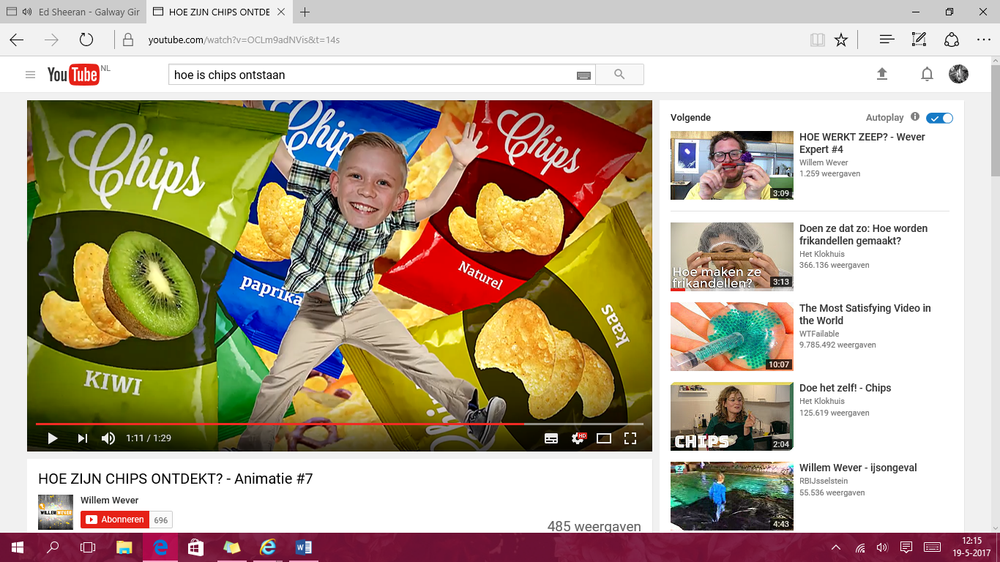 Ed Sheeran - Galway Gir
HOE ZIJN CHIPS ONTDE
youtube.com/watch?v=OCLm9adNVis&t=14s
YouTube NL
hoe is chips ontstaan
Chips
KIWI
Chips
paprika
Chips
Naturel
kaas
1:11 / 1:29
HD
HOE ZIJN CHIPS ONTDEKT? - Animatie #7
WILLEM WEVER
Willem Wever
Abonneren 696
485 weergaven
Volgende
Autoplay
3:09
HOE WERKT ZEEP? - Wever
Expert #4
Willem Wever
1.259 weergaven
Hoe maken ze
frikandellen?
3:13
Doen ze dat zo: Hoe worden
frikandellen gemaakt?
Het Klokhuis
366.136 weergaven
10:07
The Most Satisfying Video in
the World
WTFailable
9.785.492 weergaven
CHIPS
2:04
Doe het zelf! - Chips
Het Klokhuis
125.619 weergaven
4:43
Willem Wever - ijsongeval
RBIJsselstein
55.536 weergaven
12:15
19-5-2017